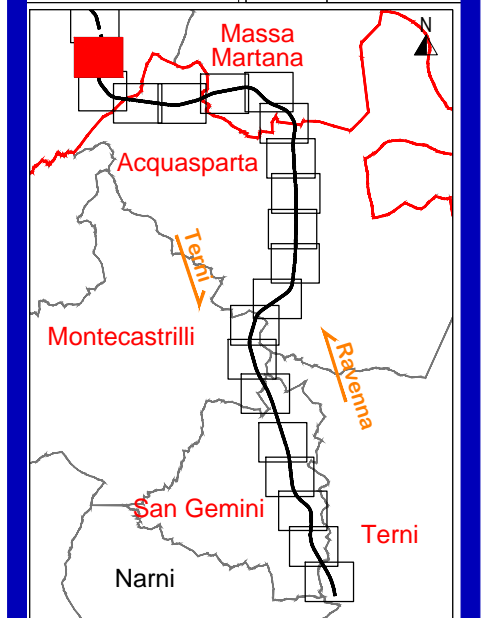 Massa
Martana
N
Acquasparta
Terni
Montecastrilli
Ravenna
San Gemini
Terni
Narni